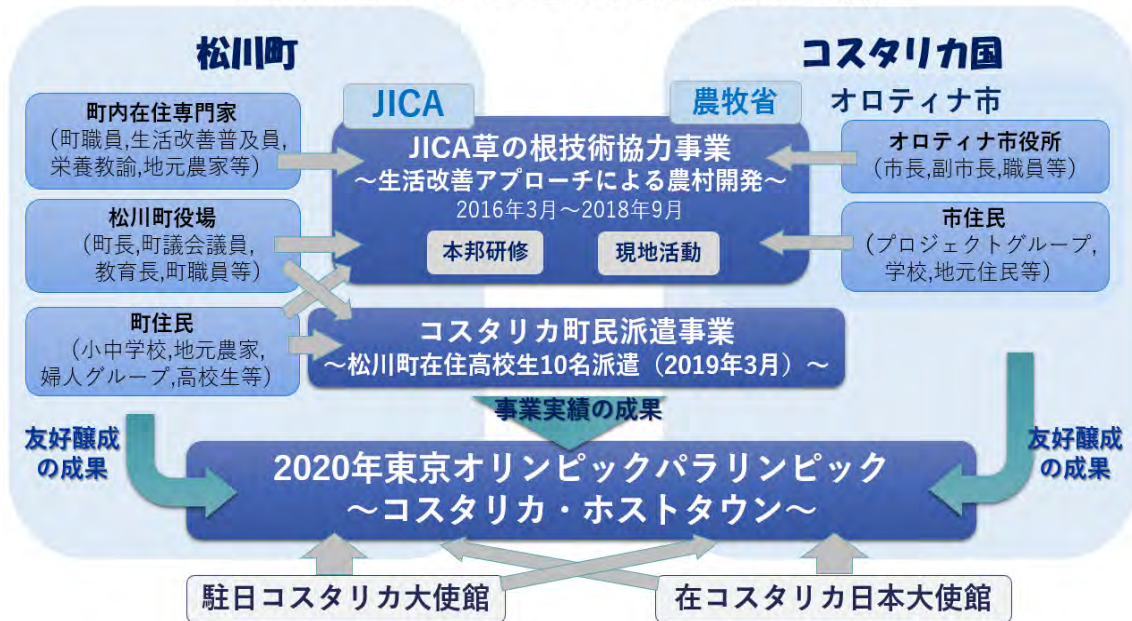 松川町
コスタリカ国
JICA
農牧省
オロティナ市
町内在住専門家
(町職員,生活改善普及員,
栄養教諭,地元農家等)
松川町役場
(町長,町議会議員,
教育長,町職員等)
町住民
(小中学校,地元農家,
婦人グループ,高校生等)
JICA草の根技術協力事業
~生活改善アプローチによる農村開発~
2016年3月~2018年9月
本邦研修
現地活動
オロティナ市役所
(市長,副市長,職員等)
市住民
(プロジェクトグループ,
学校,地元住民等)
コスタリカ町民派遣事業
~松川町在住高校生10名派遣(2019年3月)~
事業実績の成果
友好醸成
の成果
友好醸成
の成果
2020年東京オリンピックパラリンピック
~コスタリカ・ホストタウン~
駐日コスタリカ大使館
在コスタリカ日本大使館